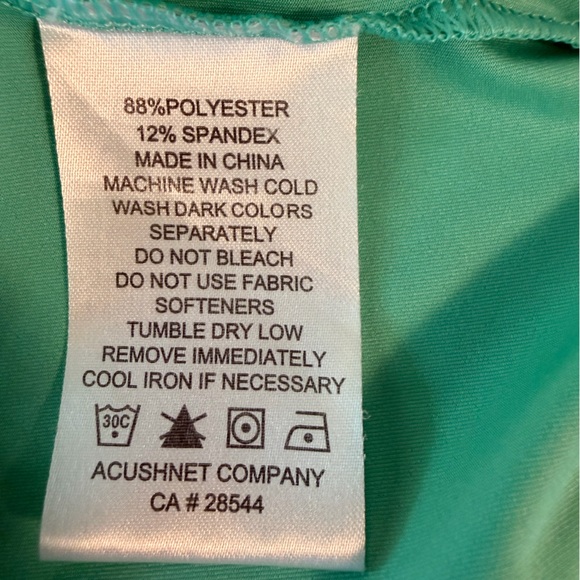 88%POLYESTER
12% SPANDEX
MADE IN CHINA
MACHINE WASH COLD
WASH DARK COLORS
SEPARATELY
DO NOT BLEACH
DO NOT USE FABRIC
SOFTENERS
TUMBLE DRY LOW
REMOVE IMMEDIATELY
COOL IRON IF NECESSARY
30C
ACUSHNET COMPANY
CA # 28544